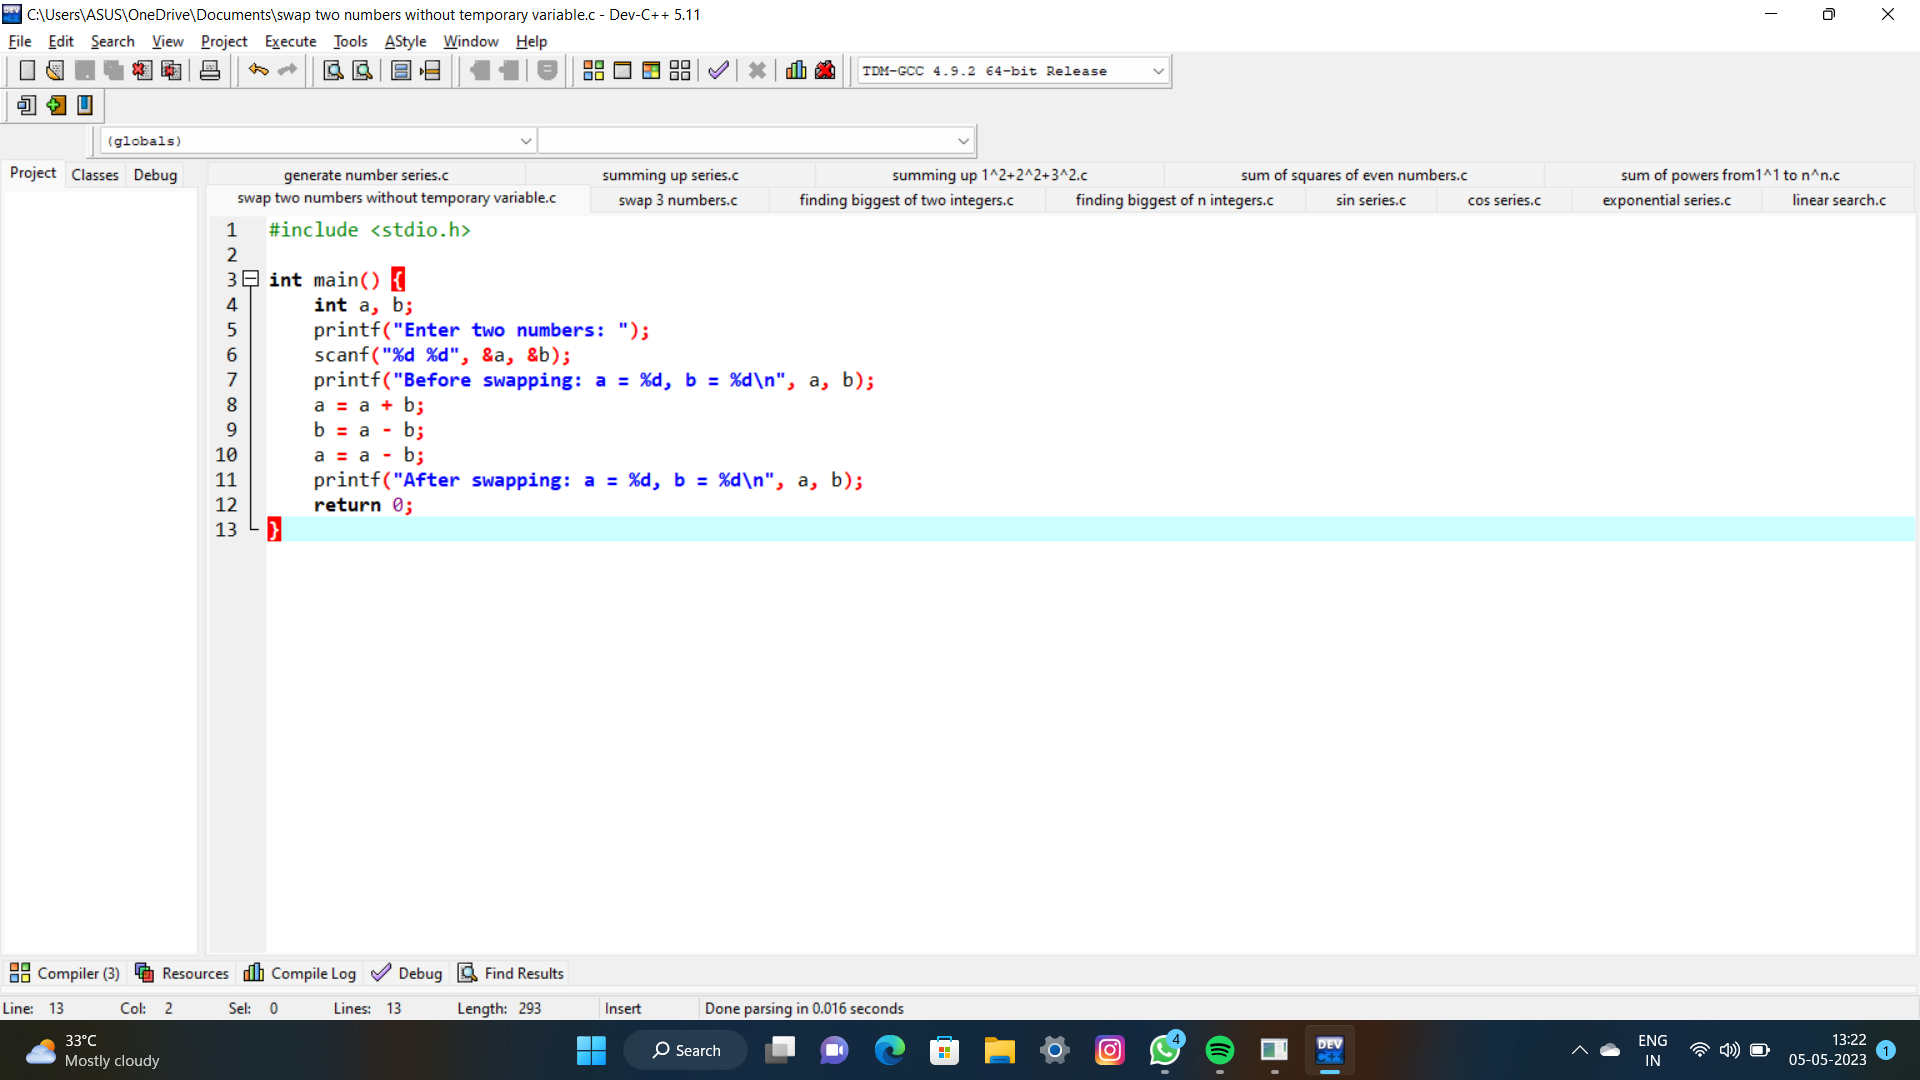 C:\Users\ASUS\OneDrive\Documents\swap two numbers without temporary variable.c - Dev-C++ 5.11
File Edit Search View Project Execute Tools AStyle Window Help
TDM-GCC 4.9.2 64-bit Release
(globals)
Project Classes Debug
generate number series.c summing up series.c summing up 1^2+2^2+3^2.c sum of squares of even numbers.c sum of powers from1^1 to n^n.c
swap two numbers without temporary variable.c swap 3 numbers.c finding biggest of two integers.c finding biggest of n integers.c sin series.c cos series.c exponential series.c linear search.c
1 #include <stdio.h>
2
3 int main() {
4 int a, b;
5 printf("Enter two numbers: ");
6 scanf("%d %d", &a, &b);
7 printf("Before swapping: a = %d, b = %d\n", a, b);
8 a = a + b;
9 b = a - b;
10 a = a - b;
11 printf("After swapping: a = %d, b = %d\n", a, b);
12 return 0;
13 }
Compiler (3) Resources Compile Log Debug Find Results
Line: 13 Col: 2 Sel: 0 Lines: 13 Length: 293 Insert Done parsing in 0.016 seconds
33°C
Mostly cloudy
Search
4
DEV
C++
ENG
IN
13:22
05-05-2023
1